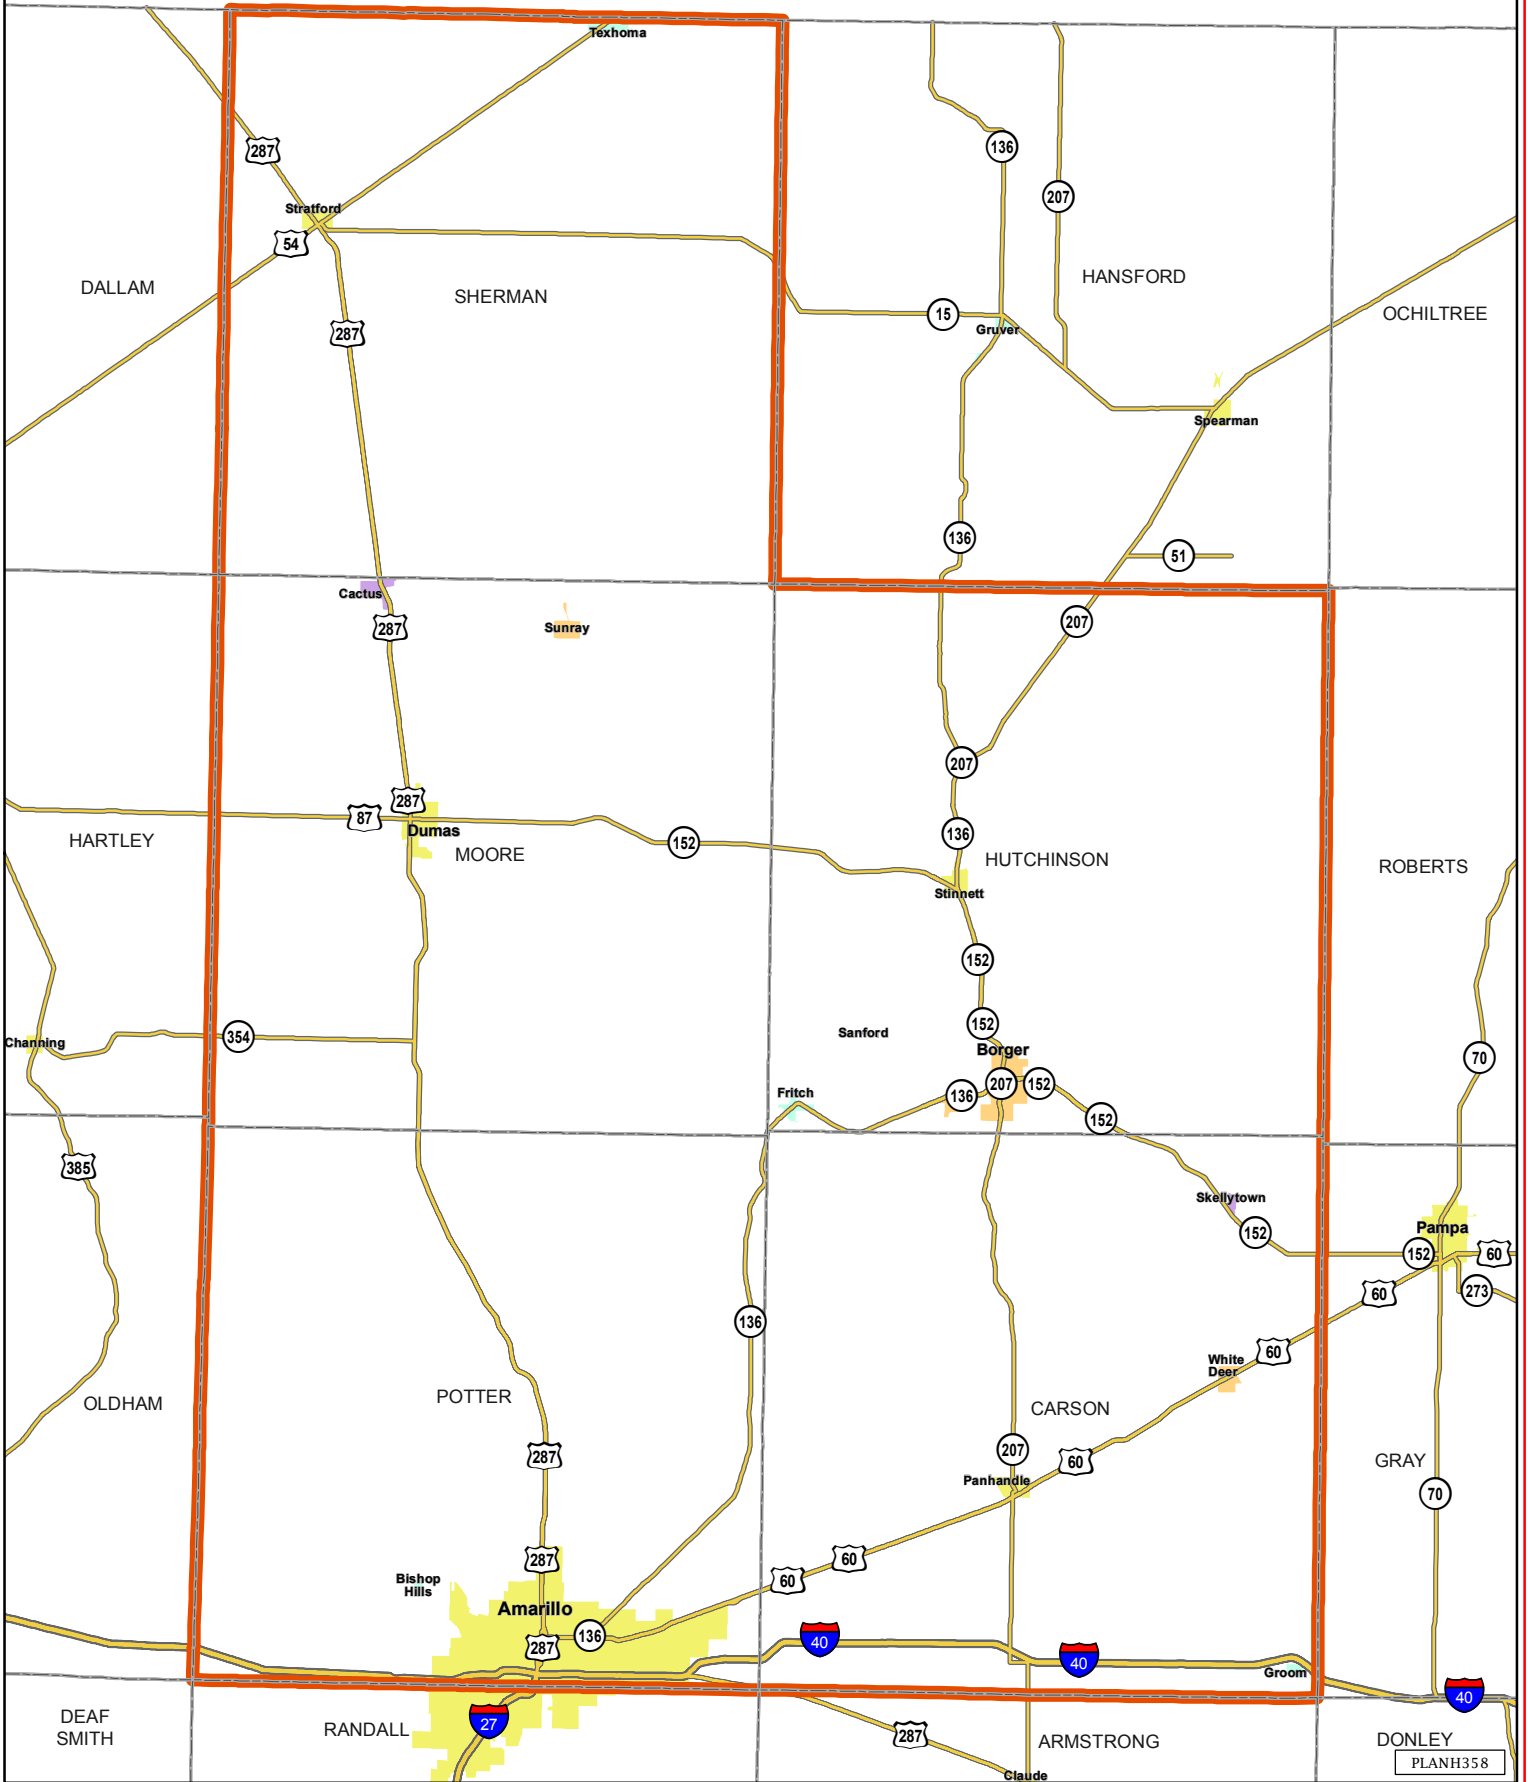 Texhoma
136
287
207
Stratford
54
HANSFORD
DALLAM
SHERMAN
15
OCHILTREE
Gruver
287
Spearman
136
51
Cactus
287
Sunray
207
207
287
87
Dumas
136
HARTLEY
152
MOORE
HUTCHINSON
ROBERTS
Stinnett
152
152
Sanford
354
Channing
Borger
70
207
152
136
Fritch
152
385
Skellytown
Pampa
152
152
60
60
273
136
60
White
Deer
POTTER
OLDHAM
CARSON
207
287
60
GRAY
Panhandle
70
287
60
60
Bishop
Hills
Amarillo
136
287
40
40
Groom
40
DEAF
SMITH
27
RANDALL
287
ARMSTRONG
DONLEY
PLANH358
Claude